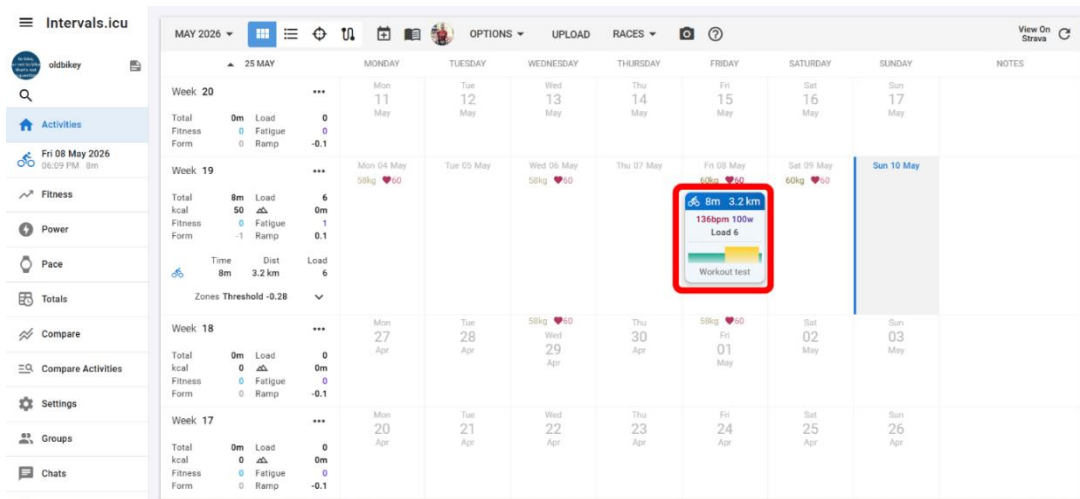 Intervals.icu
oldbikey
Activities
Fri 08 May 2026
06:09 PM 8m
Fitness
Power
Pace
Totals
Compare
Compare Activities
Settings
Groups
Chats
MAY 2026
OPTIONS
UPLOAD
RACES
View On
Strava
25 MAY
MONDAY TUESDAY WEDNESDAY THURSDAY FRIDAY SATURDAY SUNDAY NOTES
Week 20
Total 0m Load 0
Fitness 0 Fatigue 0
Form 0 Ramp -0.1
Mon Tue Wed Thu Fri Sat Sun
11 12 13 14 15 16 17
May May May May May May May
Week 19
Total 8m Load 6
kcal 50 0m
Fitness 0 Fatigue 1
Form -1 Ramp 0.1
Time Dist Load
8m 3.2 km 6
Zones Threshold -0.28
Mon 04 May Tue 05 May Wed 06 May Thu 07 May Fri 08 May Sat 09 May Sun 10 May
58kg 60 58kg 60 60kg 60 60kg 60
8m 3.2 km
136bpm 100w
Load 6
Workout test
Week 18
Total 0m Load 0
kcal 0 0m
Fitness 0 Fatigue 0
Form 0 Ramp -0.1
58kg 60 58kg 60
Mon Tue Wed Thu Fri Sat Sun
27 28 29 30 01 02 03
Apr Apr Apr Apr May May May
Week 17
Total 0m Load 0
kcal 0 0m
Fitness 0 Fatigue 0
Form 0 Ramp -0.1
Mon Tue Wed Thu Fri Sat Sun
20 21 22 23 24 25 26
Apr Apr Apr Apr Apr Apr Apr